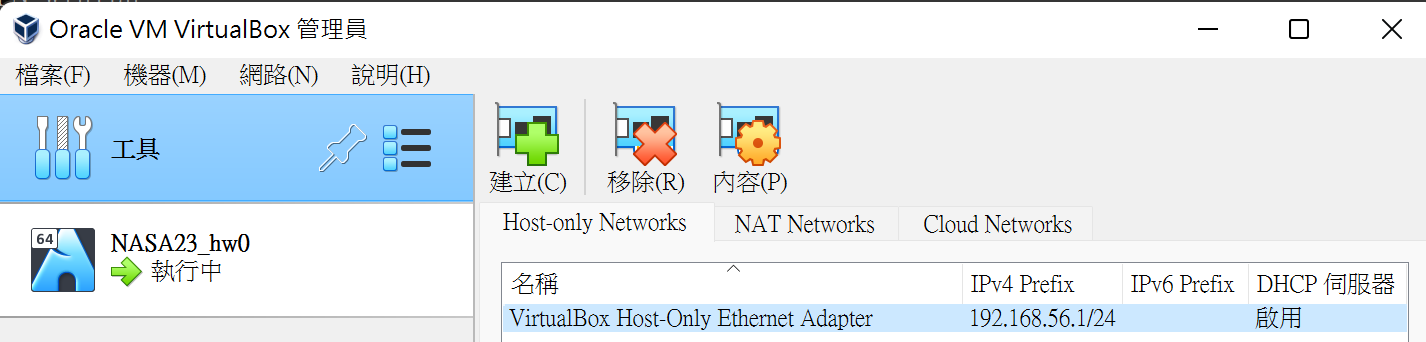 Oracle VM VirtualBox 管理員
檔案(F) 機器(M) 網路(N) 說明(H)
工具
64
NASA23_hw0
執行中
建立(C) 移除(R) 內容(P)
Host-only Networks NAT Networks Cloud Networks
名稱 IPv4 Prefix IPv6 Prefix DHCP 伺服器
VirtualBox Host-Only Ethernet Adapter 192.168.56.1/24 啟用